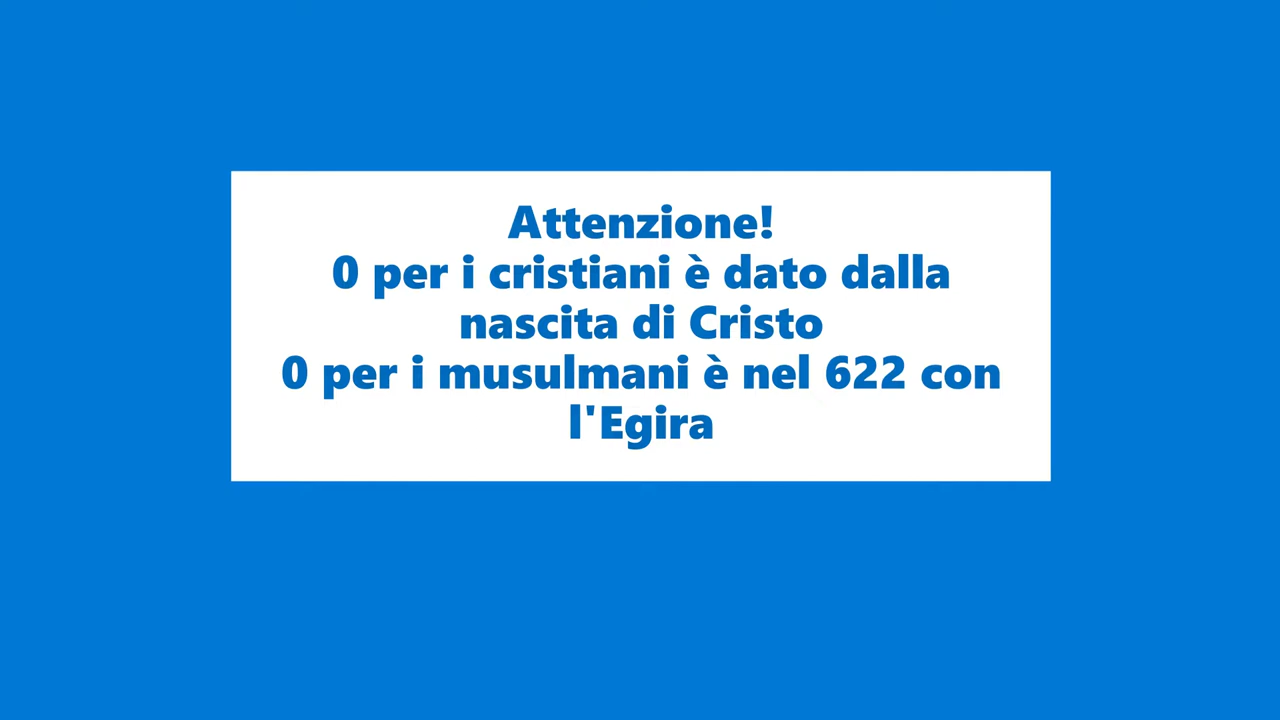 Attenzione!
0 per i cristiani è dato dalla
nascita di Cristo
0 per i musulmani è nel 622 con
l'Egira